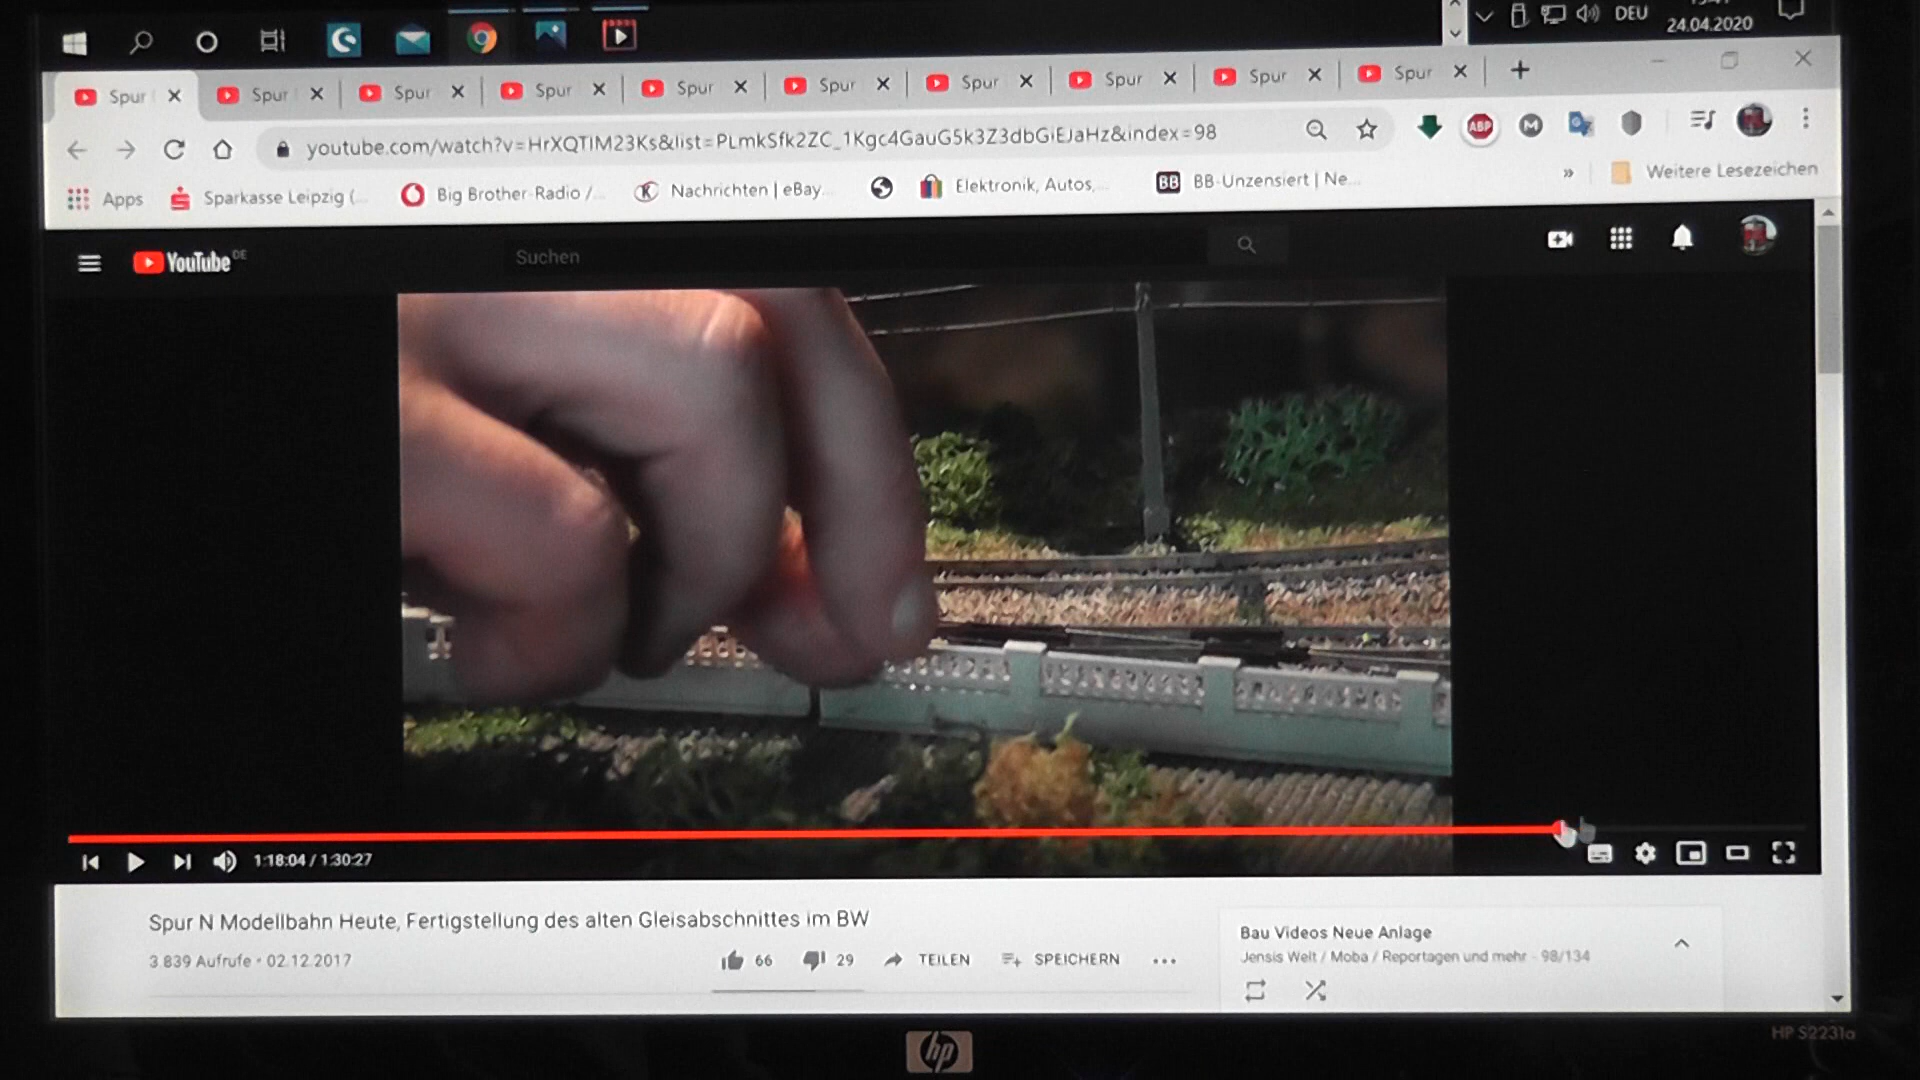 DEU
24.04.2020
Spur Spur Spur Spur Spur Spur Spur Spur Spur Spur
youtube.com/watch?v=HrXQTIM23Ks&list=PLmkSfk2ZC_1Kgc4GauG5k3Z3dbGiEJaHz&index=98
ABP M
Apps Sparkasse Leipzig (... Big Brother Radio /... K Nachrichten | eBay... Elektronik, Autos,... BB BB-Unzensiert | Ne... » Weitere Lesezeichen
YouTube DE Suchen
1:18:04 / 1:30:27
Spur N Modellbahn Heute, Fertigstellung des alten Gleisabschnittes im BW
3.839 Aufrufe • 02.12.2017
66 29 TEILEN SPEICHERN ...
Bau Videos Neue Anlage
Jensis Welt / Moba / Reportagen und mehr - 98/134
hp
HP S2231a